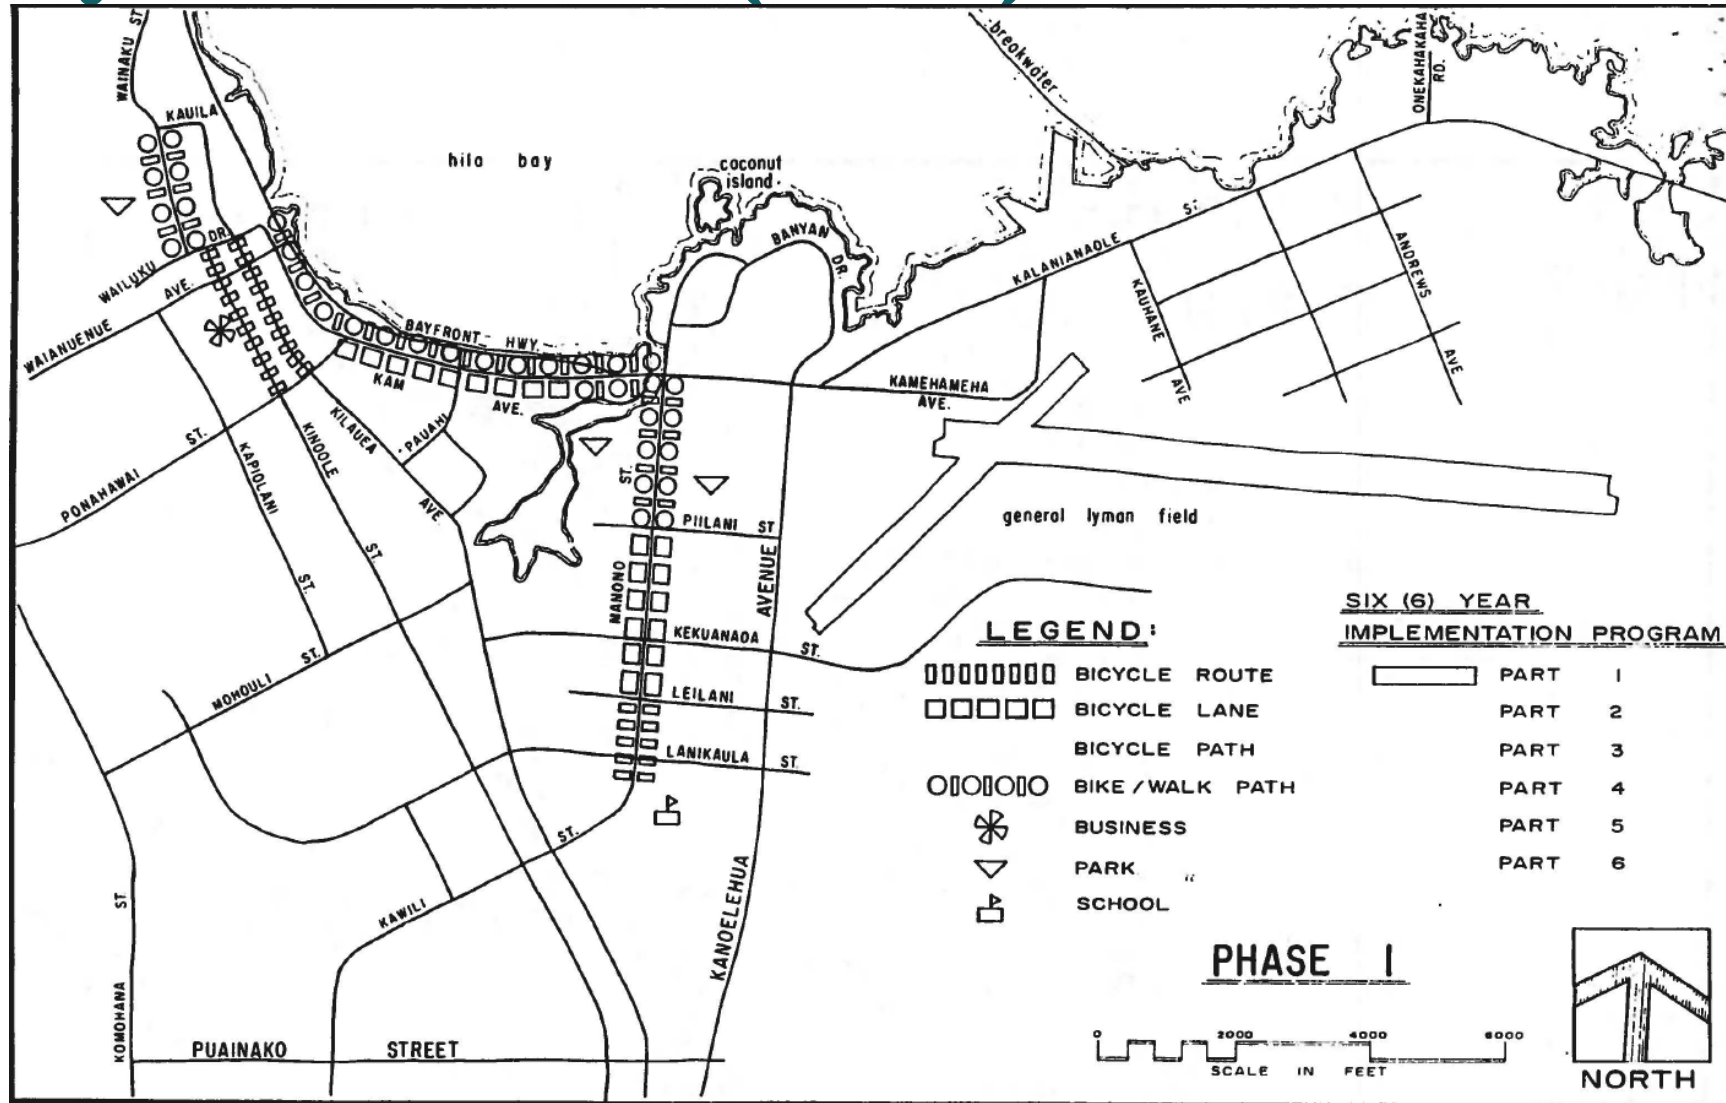 WAINAKU ST.
KAUILA
hilo bay
breakwater
coconut
island
BANYAN DR.
ONEKAHAKAHA RD.
KALANIANAOLE ST.
WAILUKU DR.
WAIANUENUE AVE.
BAYFRONT HWY.
KAM AVE.
KAMEHAMEHA
AVE.
KAUHANE AVE
ANDREWS AVE
PONAHAWAI ST.
KAPIOLANI ST.
KINOOLE ST.
KILAUEA AVE.
PAUAHI
MANONO ST.
PIILANI ST
general lyman field
KEKUANAOA ST.
LEILANI ST.
LANIKAULA ST.
MOHOULI ST.
KAWILI ST.
KOMOHANA ST
KANOELEHUA AVENUE
PUAINAKO STREET
LEGEND:
BICYCLE ROUTE
BICYCLE LANE
BICYCLE PATH
BIKE/WALK PATH
BUSINESS
PARK
SCHOOL
SIX (6) YEAR
IMPLEMENTATION PROGRAM
PART 1
PART 2
PART 3
PART 4
PART 5
PART 6
PHASE I
0 2000 4000 6000
SCALE IN FEET
NORTH